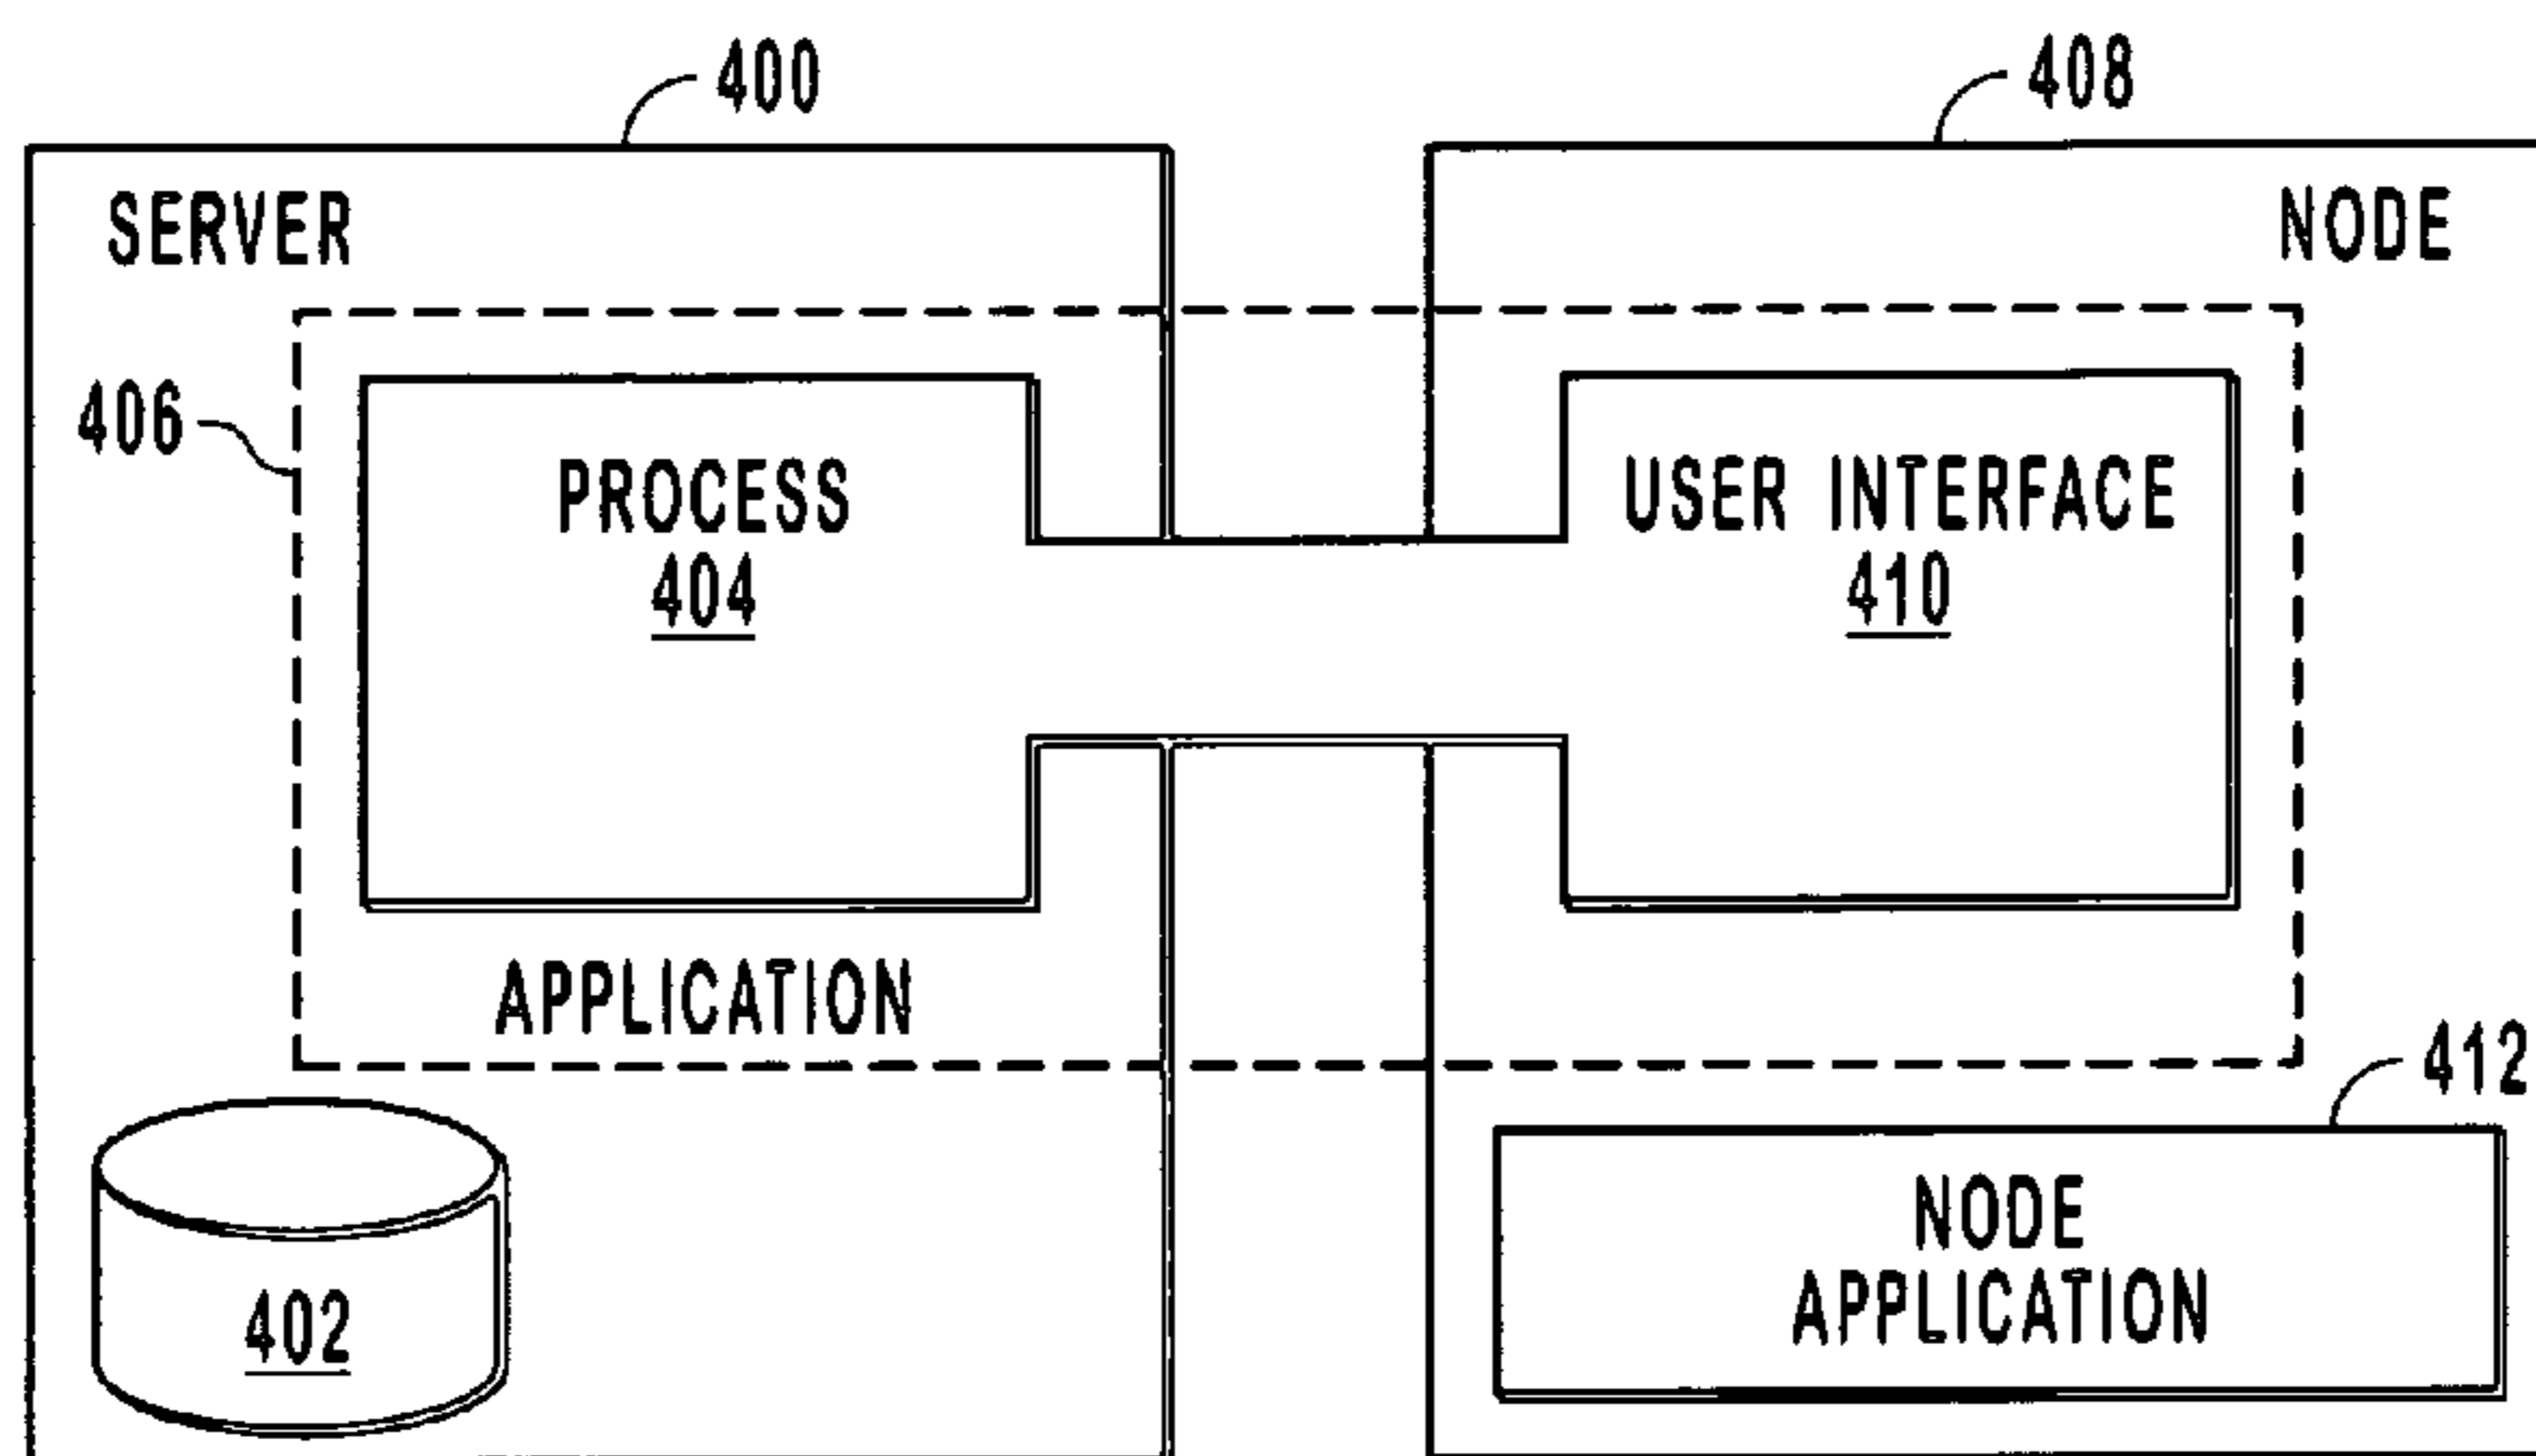 400
408
SERVER
NODE
406
PROCESS
404
USER INTERFACE
410
APPLICATION
412
NODE
APPLICATION
402